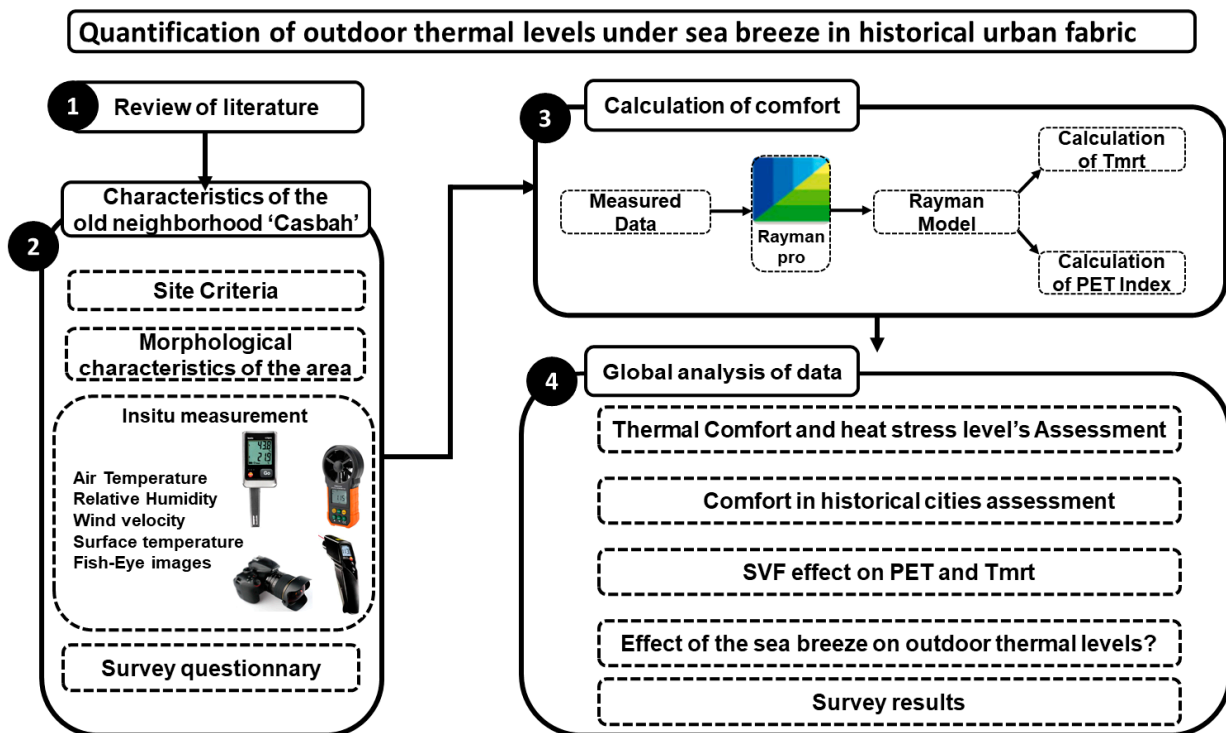 Quantification of outdoor thermal levels under sea breeze in historical urban fabric
1
Review of literature
Characteristics of the
old neighborhood ‘Casbah’
2
Site Criteria
Morphological
characteristics of the area
Insitu measurement
Air Temperature
Relative Humidity
Wind velocity
Surface temperature
Fish-Eye images
Survey questionnary
3
Calculation of comfort
Measured
Data
Rayman
pro
Rayman
Model
Calculation
of Tmrt
Calculation
of PET Index
4
Global analysis of data
Thermal Comfort and heat stress level’s Assessment
Comfort in historical cities assessment
SVF effect on PET and Tmrt
Effect of the sea breeze on outdoor thermal levels?
Survey results